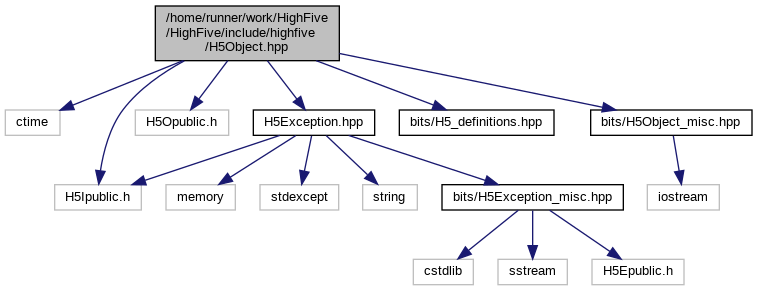 /home/runner/work/HighFive
/HighFive/include/highfive
/H5Object.hpp
ctime
H5Opublic.h
H5Exception.hpp
bits/H5_definitions.hpp
bits/H5Object_misc.hpp
H5Ipublic.h
memory
stdexcept
string
bits/H5Exception_misc.hpp
iostream
cstdlib
sstream
H5Epublic.h